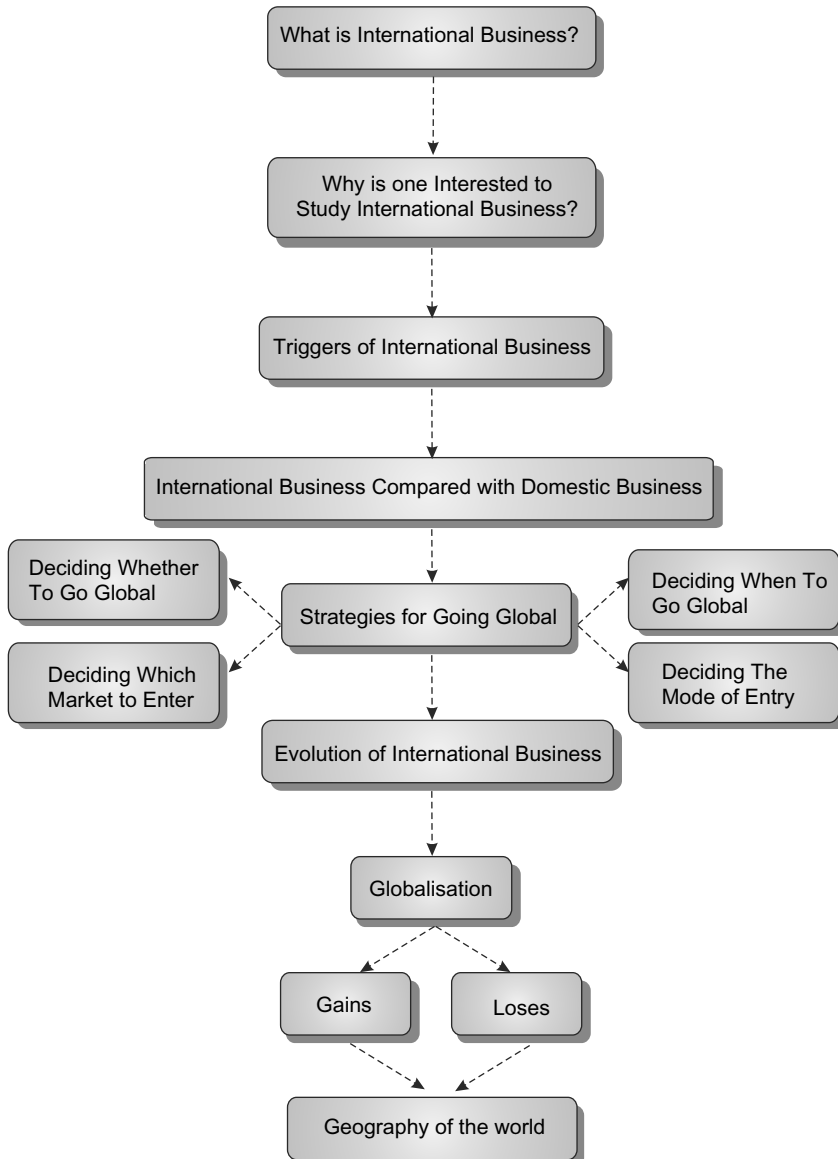 What is International Business?
Why is one Interested to
Study International Business?
Triggers of International Business
International Business Compared with Domestic Business
Deciding Whether
To Go Global
Deciding Which
Market to Enter
Strategies for Going Global
Deciding When To
Go Global
Deciding The
Mode of Entry
Evolution of International Business
Globalisation
Gains
Loses
Geography of the world